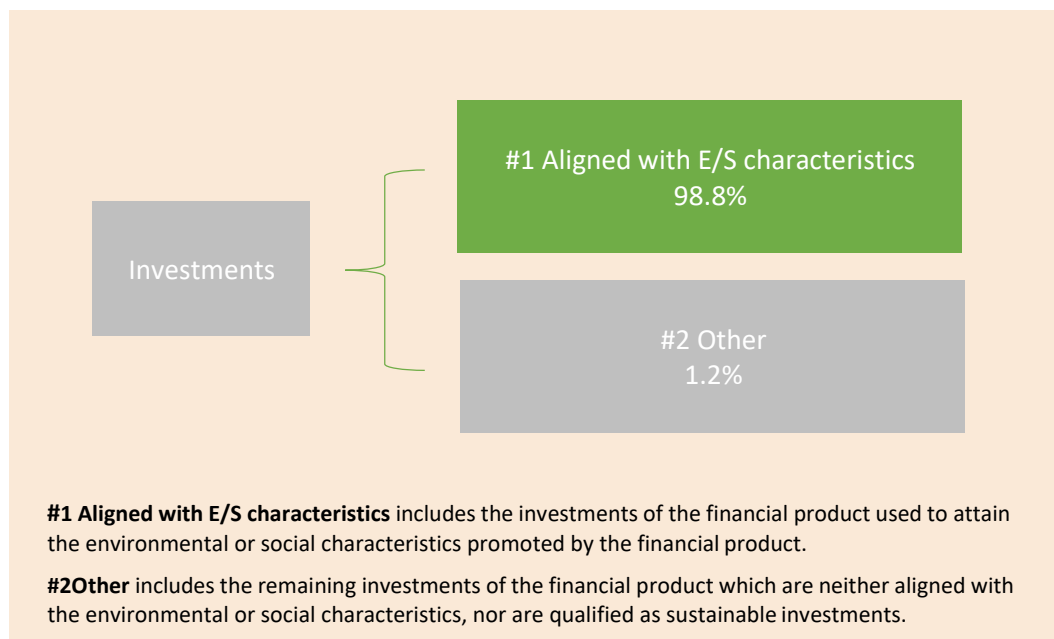 #1 Aligned with E/S characteristics
98.8%
Investments
#2 Other
1.2%
#1 Aligned with E/S characteristics includes the investments of the financial product used to attain
the environmental or social characteristics promoted by the financial product.
#2Other includes the remaining investments of the financial product which are neither aligned with
the environmental or social characteristics, nor are qualified as sustainable investments.